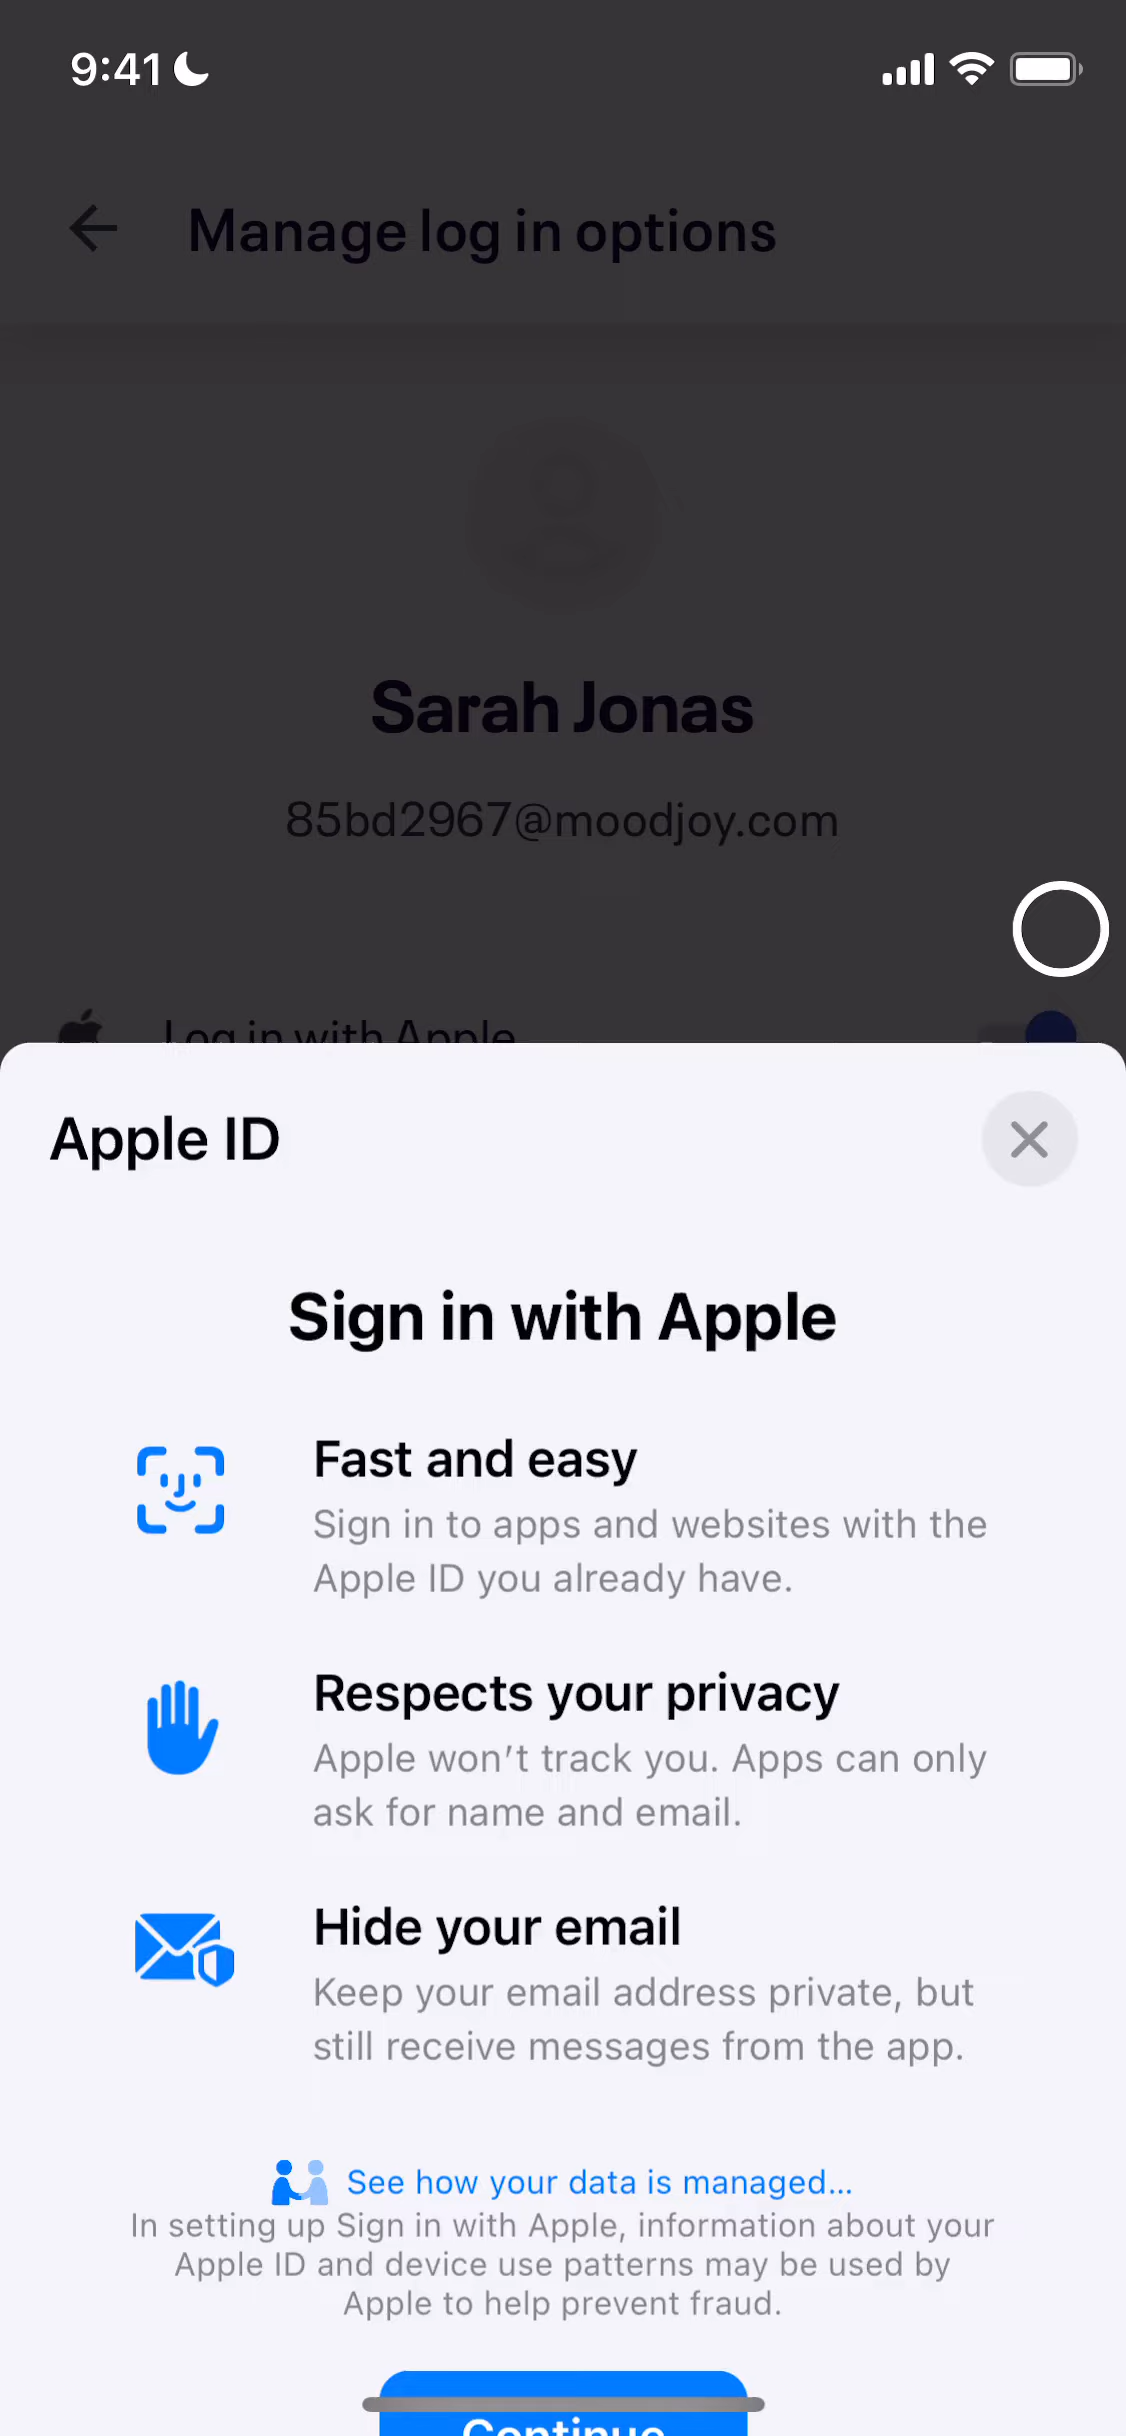 9:41
Manage log in options
Sarah Jonas
85bd2967@moodjoy.com
Log in with Apple
Apple ID
Sign in with Apple
Fast and easy
Sign in to apps and websites with the
Apple ID you already have.
Respects your privacy
Apple won’t track you. Apps can only
ask for name and email.
Hide your email
Keep your email address private, but
still receive messages from the app.
See how your data is managed...
In setting up Sign in with Apple, information about your
Apple ID and device use patterns may be used by
Apple to help prevent fraud.
Continue